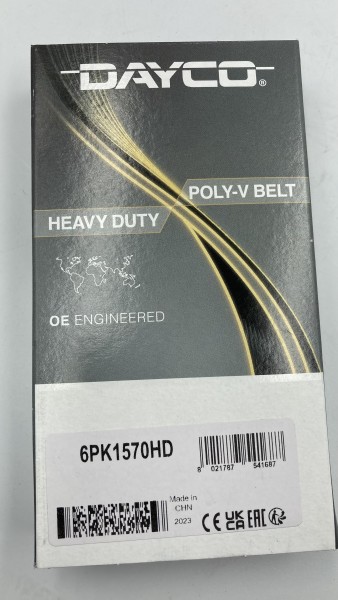 DAYCO®
POLY-V BELT
HEAVY DUTY
OE ENGINEERED
6PK1570HD
8 021787 541687
Made in
CHN
2023
CE UK CA EAC